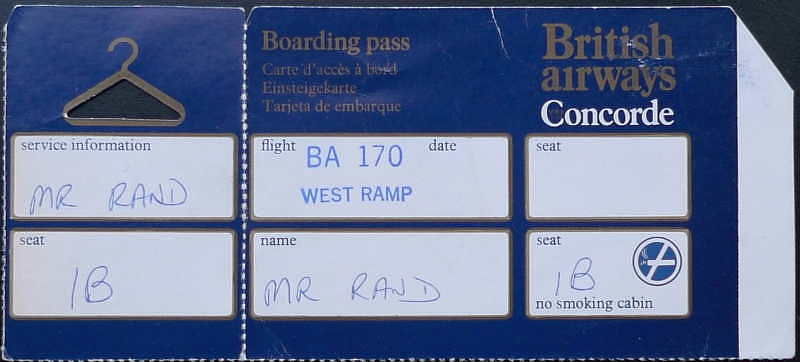 service information
MR RAND
seat
1B
Boarding pass
Carte d'accès à bord
Einsteigekarte
Tarjeta de embarque
British
airways
Concorde
flight BA 170 date
WEST RAMP
seat
name
MR RAND
seat
1B
no smoking cabin